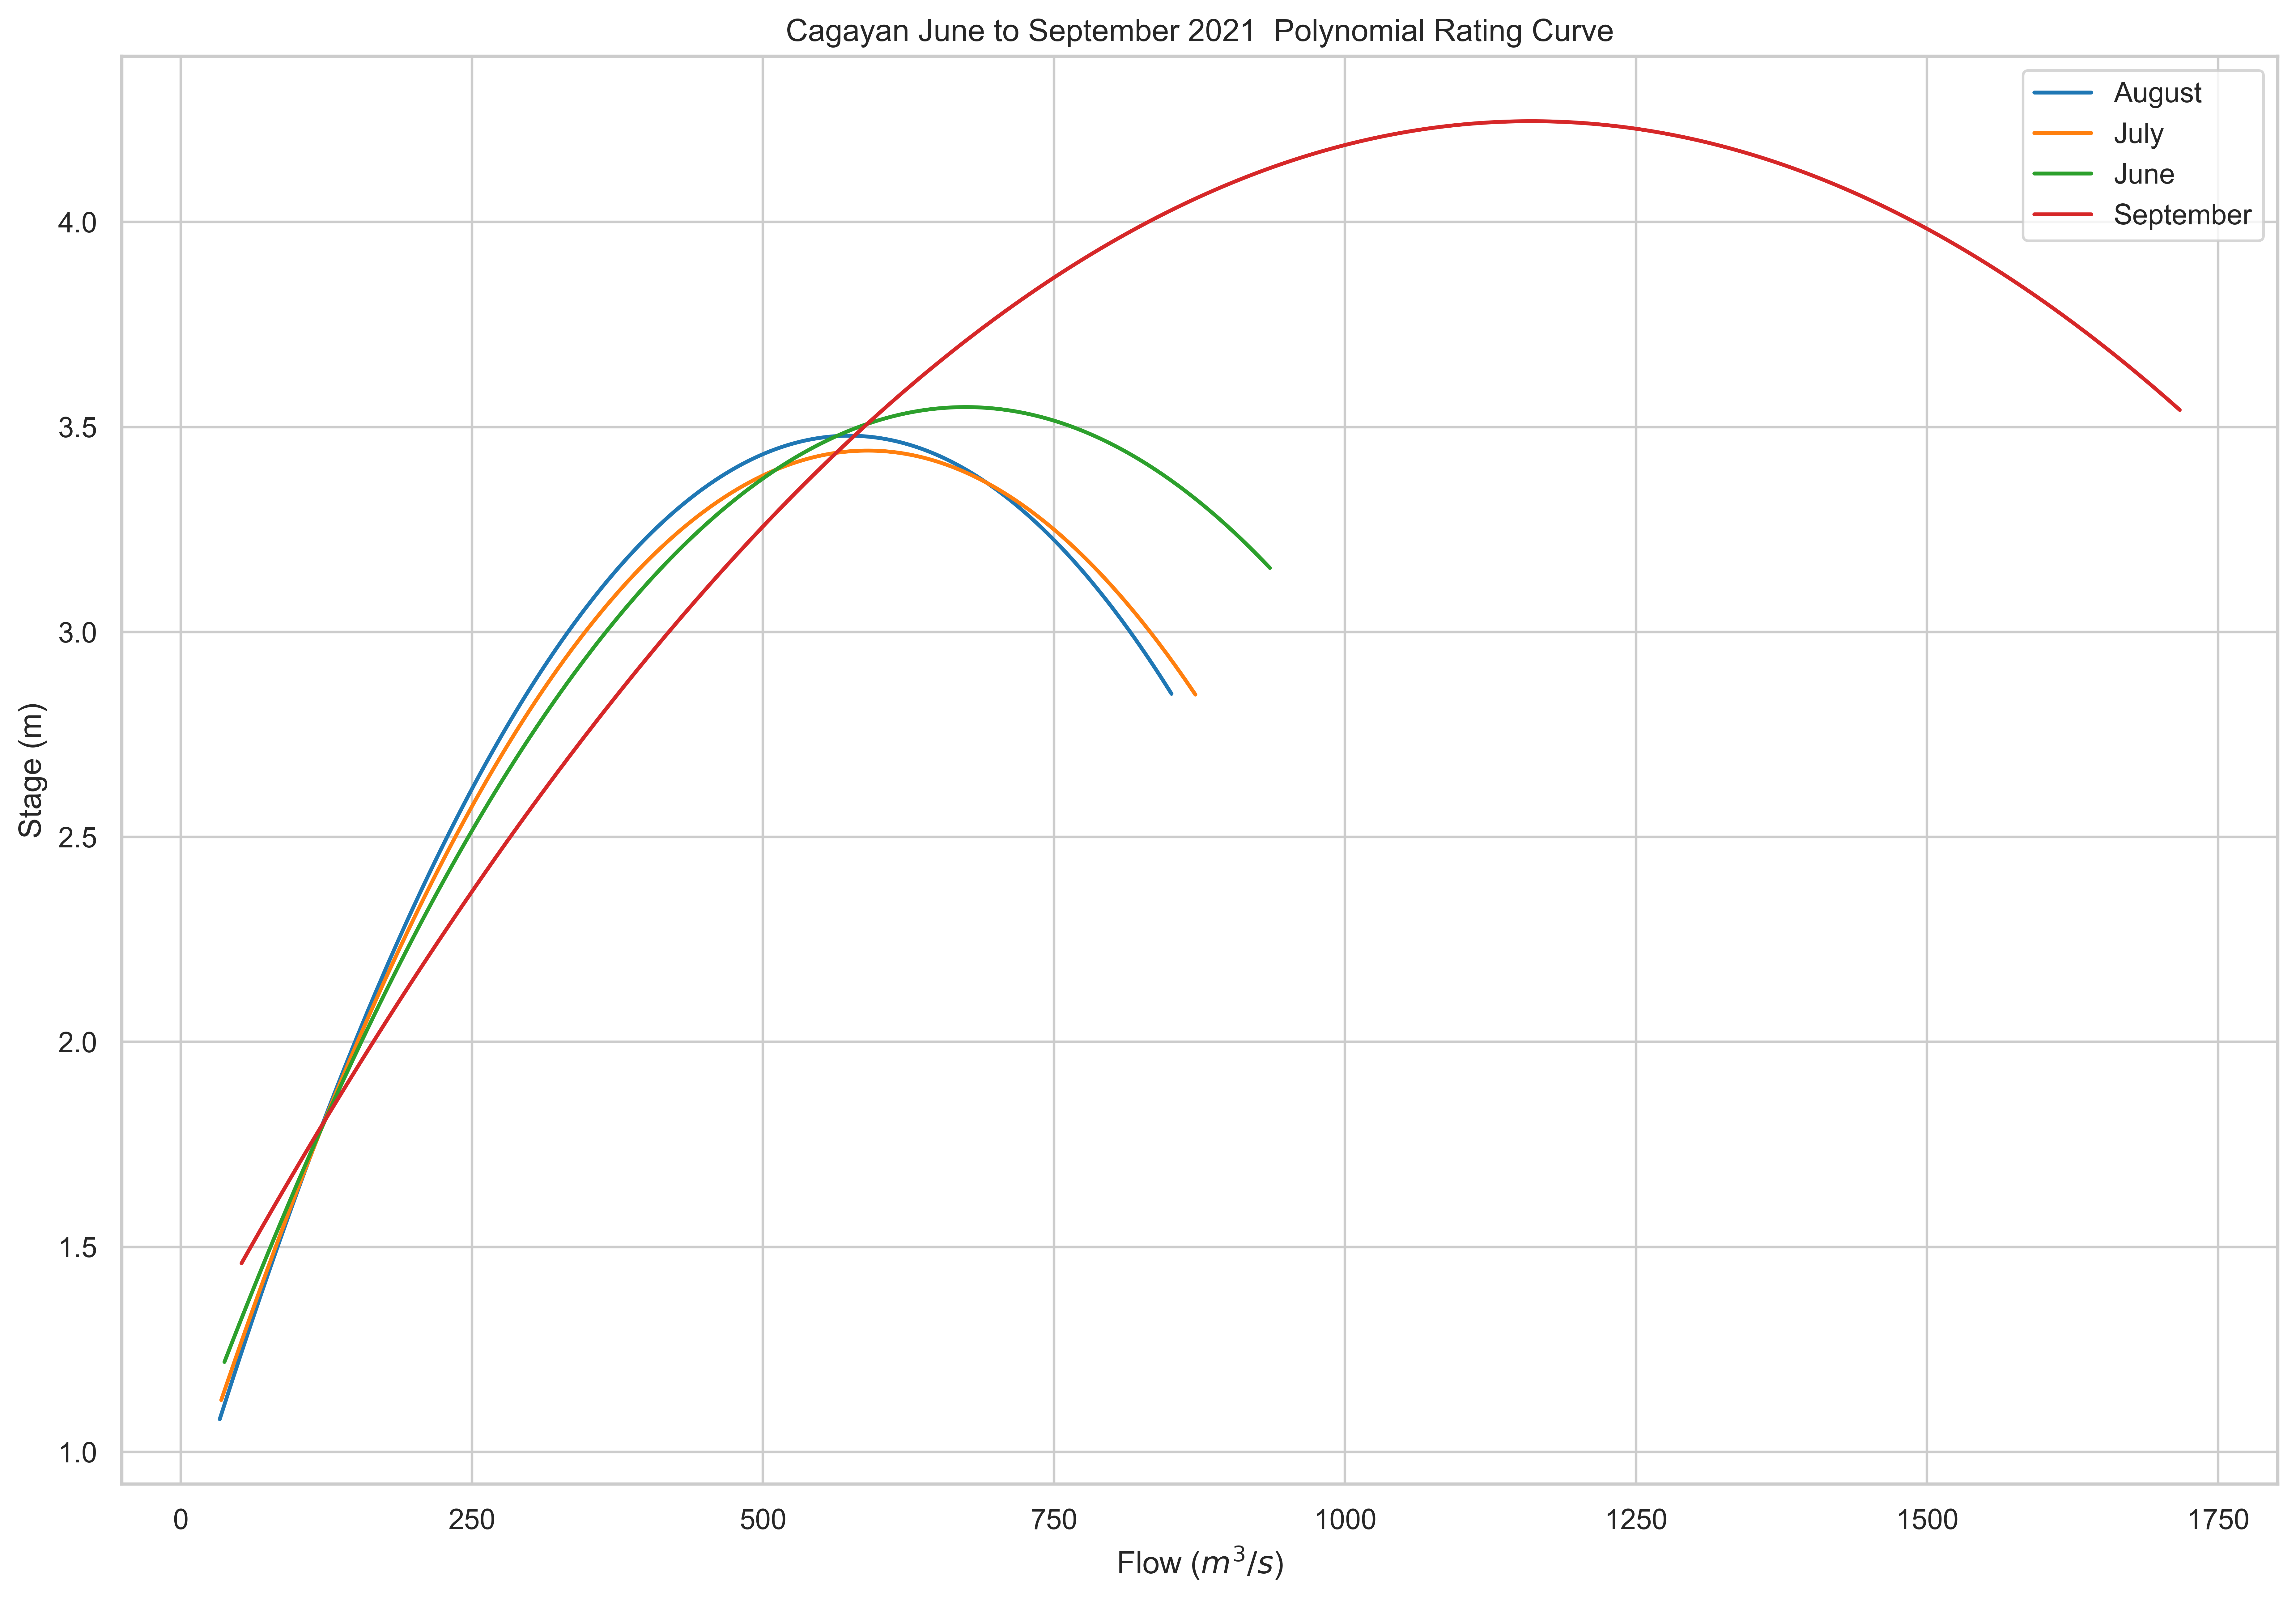 Cagayan June to September 2021  Polynomial Rating Curve
August
July
June
September
4.0
3.5
3.0
2.5
2.0
1.5
1.0
Stage (m)
0 250 500 750 1000 1250 1500 1750
Flow (m³/s)